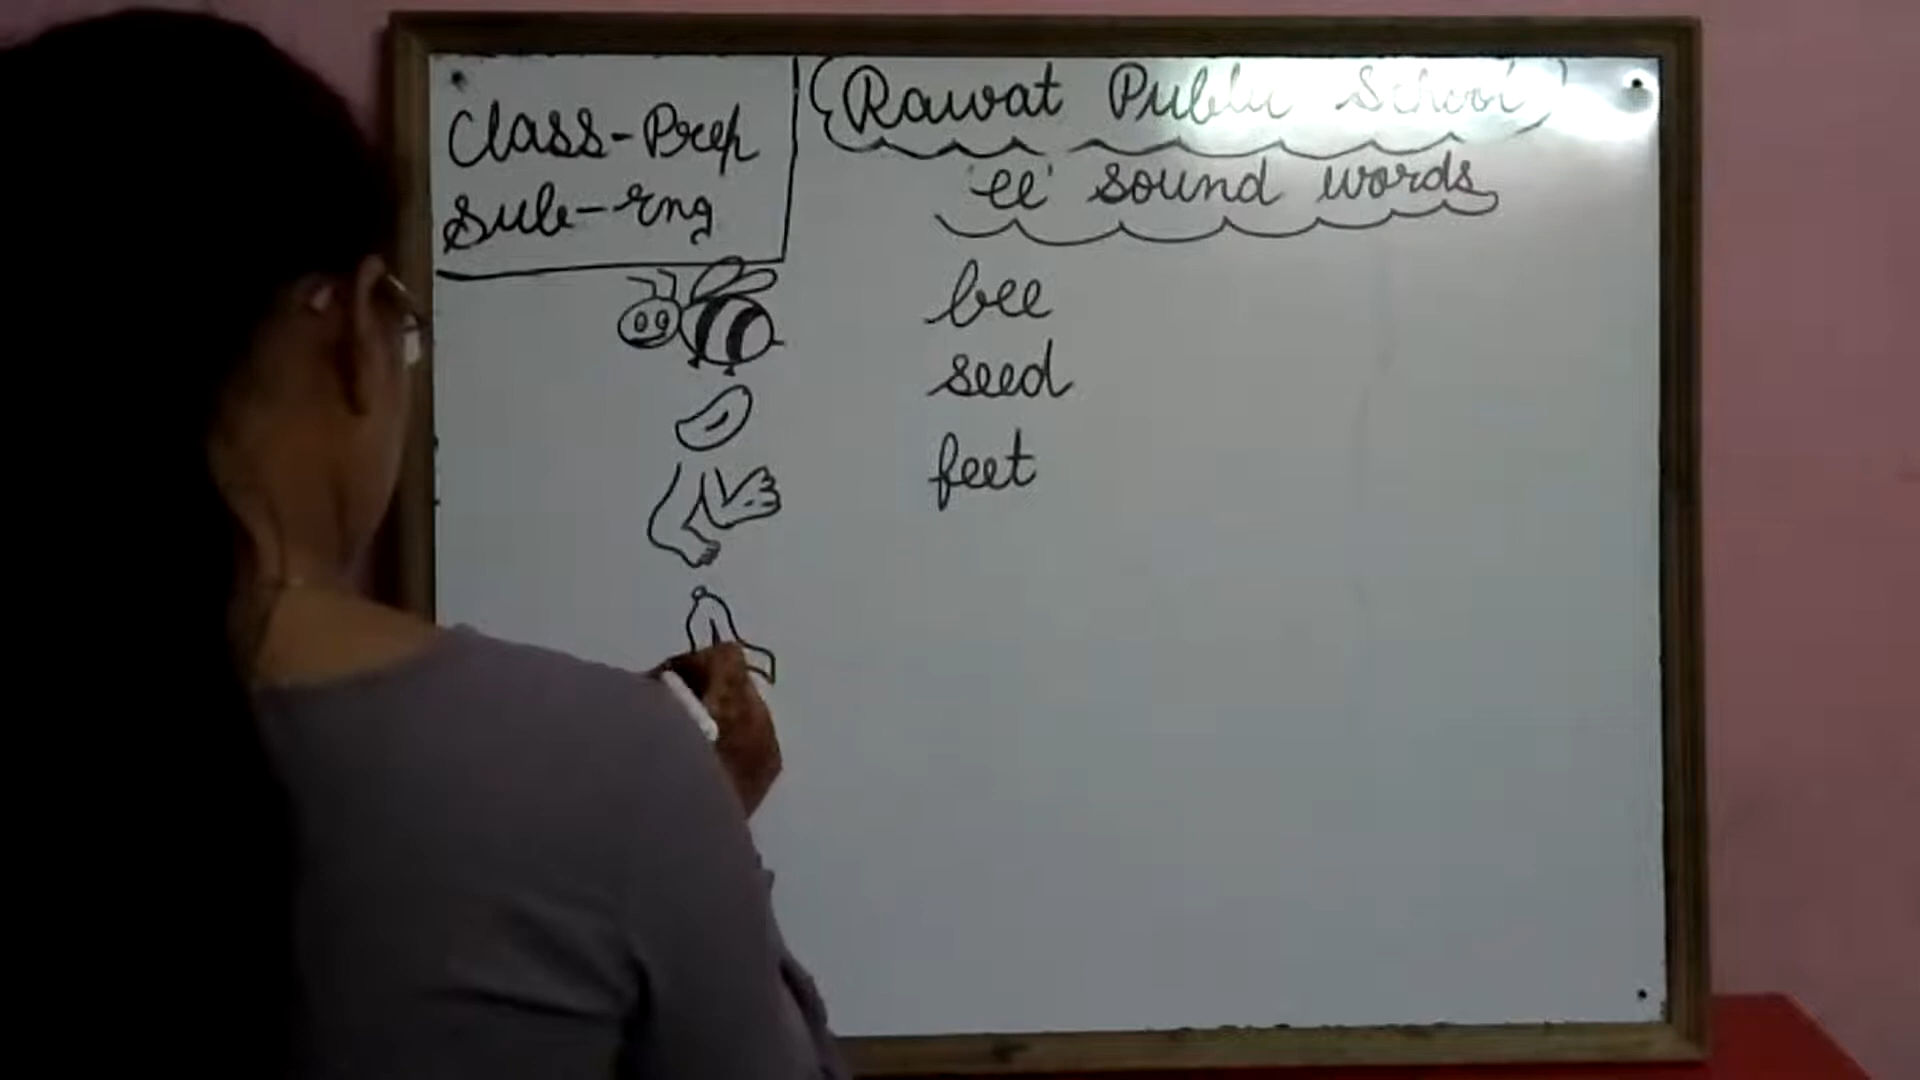 Class-Prep
Sub-Eng
(Rawat Public School)
'ee' sound words
bee
seed
feet